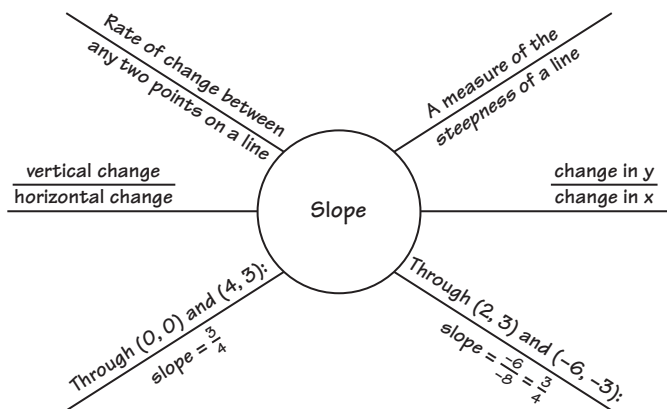 Rate of change between
any two points on a line
A measure of the
steepness of a line
vertical change
horizontal change
Slope
change in y
change in x
Through (0, 0) and (4, 3):
slope = 3/4
Through (2, 3) and (-6, -3):
slope = -6/-8 = 3/4